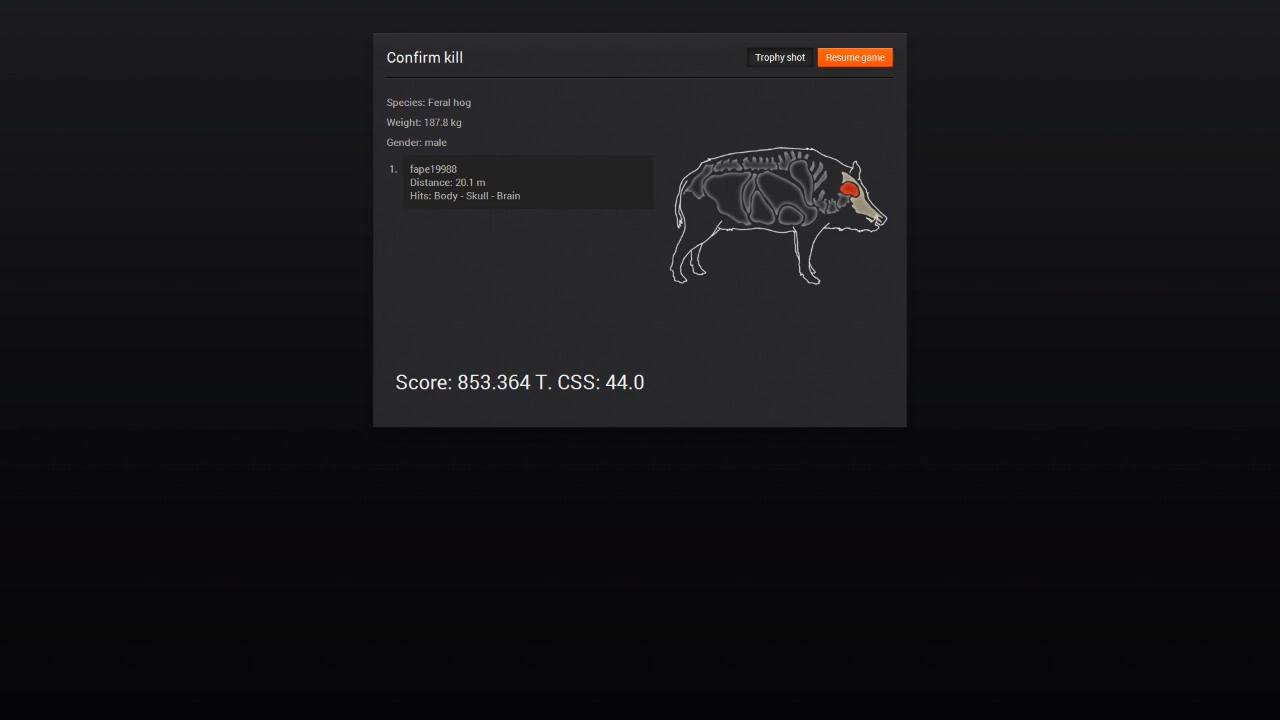 Confirm kill
Trophy shot
Resume game
Species: Feral hog
Weight: 187.8 kg
Gender: male
1. fape19988
Distance: 20.1 m
Hits: Body - Skull - Brain
Score: 853.364 T. CSS: 44.0